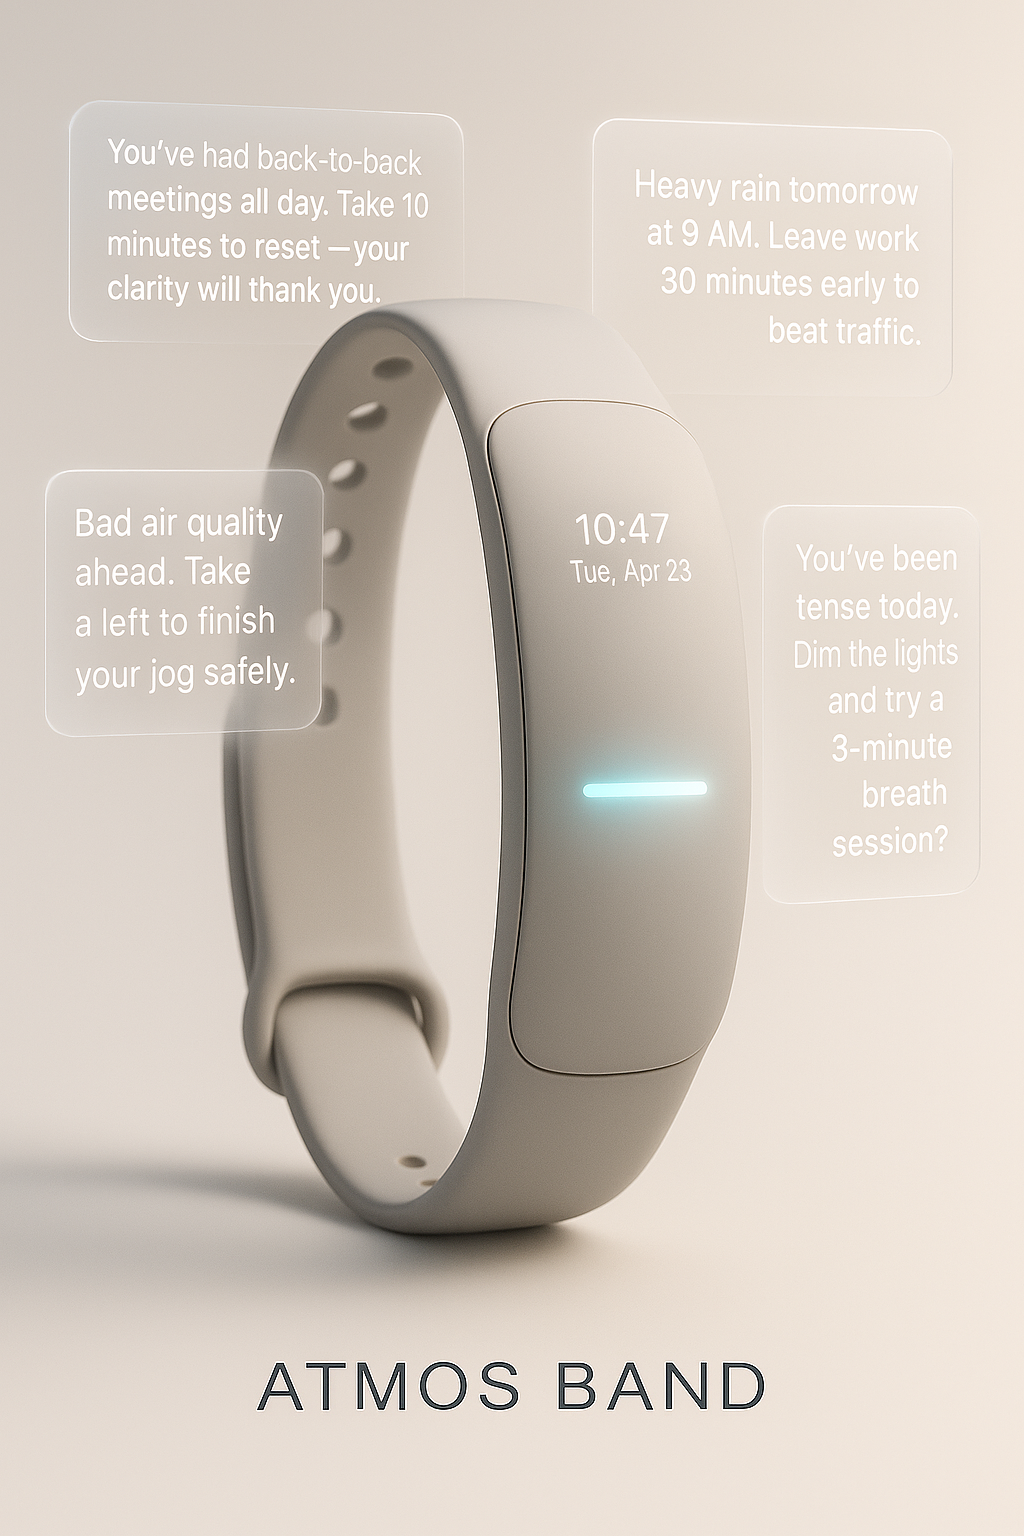 You've had back-to-back
meetings all day. Take 10
minutes to reset —your
clarity will thank you.
Heavy rain tomorrow
at 9 AM. Leave work
30 minutes early to
beat traffic.
Bad air quality
ahead. Take
a left to finish
your jog safely.
10:47
Tue, Apr 23
You've been
tense today.
Dim the lights
and try a
3-minute
breath
session?
ATMOS BAND